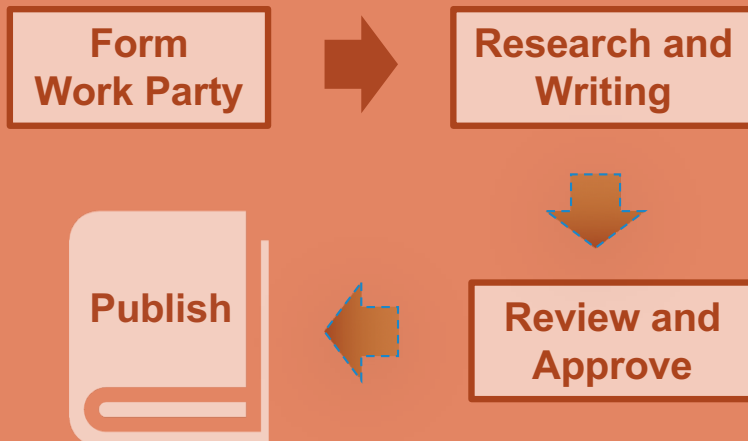 Form
Work Party
Research and
Writing
Review and
Approve
Publish